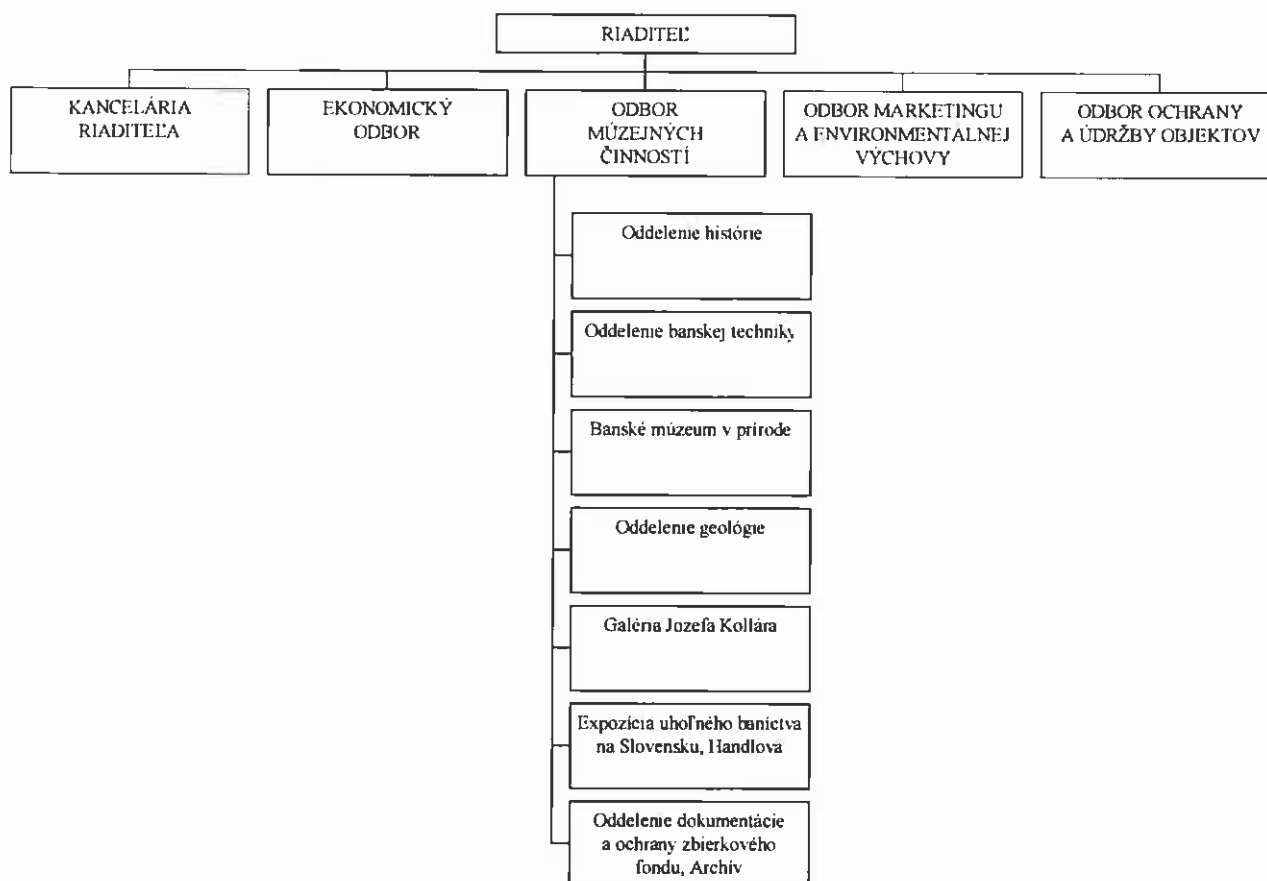 RIADITEĽ
KANCELÁRIA
RIADITEĽA
EKONOMICKÝ
ODBOR
ODBOR
MÚZEJNÝCH
ČINNOSTÍ
ODBOR MARKETINGU
A ENVIRONMENTÁLNEJ
VÝCHOVY
ODBOR OCHRANY
A ÚDRŽBY OBJEKTOV
Oddelenie histórie
Oddelenie banskej techniky
Banské múzeum v prírode
Oddelenie geológie
Galéria Jozefa Kollára
Expozícia uhoľného baníctva
na Slovensku, Handlová
Oddelenie dokumentácie
a ochrany zbierkového
fondu, Archív